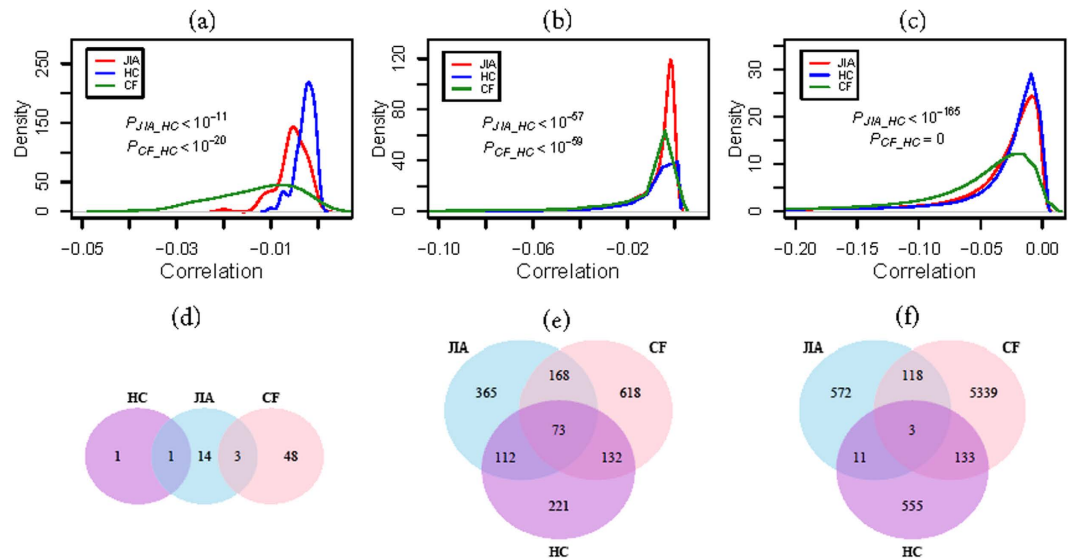 (a)
(b)
(c)
Density
0
50
150
250
JIA
HC
CF
P_JIA_HC < 10^−11
P_CF_HC < 10^−20
−0.05
−0.03
−0.01
Correlation
Density
0
40
80
120
JIA
HC
CF
P_JIA_HC < 10^−57
P_CF_HC < 10^−59
−0.10
−0.06
−0.02
Correlation
Density
0
10
20
30
JIA
HC
CF
P_JIA_HC < 10^−165
P_CF_HC = 0
−0.20
−0.10
−0.05
0.00
Correlation
(d)
HC
JIA
CF
1
1
14
3
48
(e)
JIA
CF
365
168
618
73
112
132
221
HC
(f)
JIA
CF
572
118
5339
3
11
133
555
HC